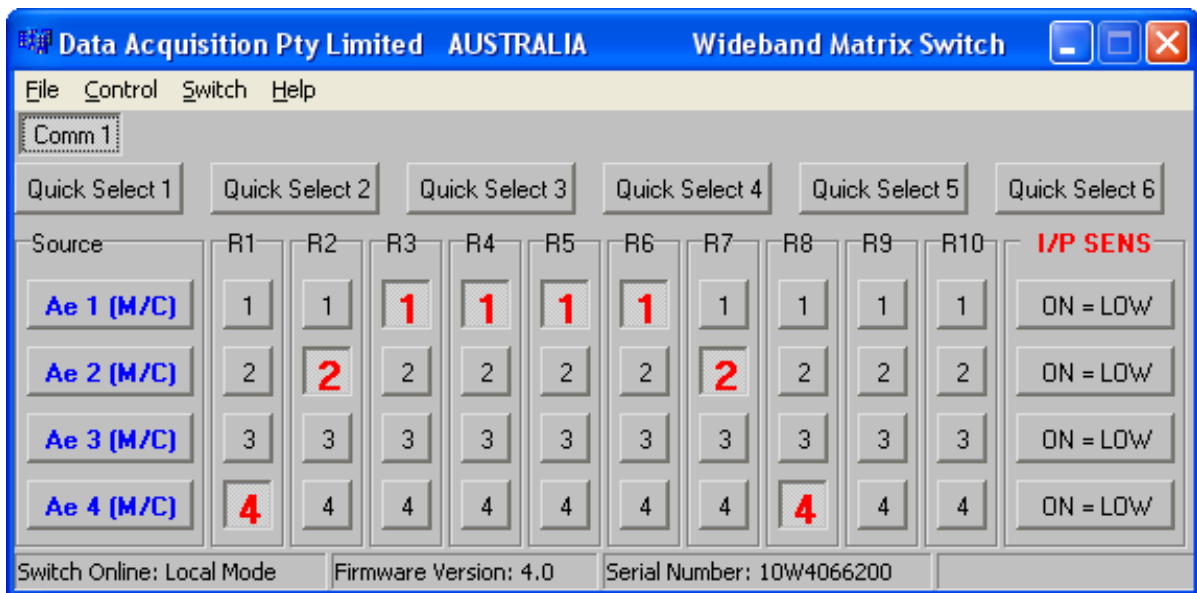 Data Acquisition Pty Limited AUSTRALIA Wideband Matrix Switch
File Control Switch Help
Comm 1
Quick Select 1 Quick Select 2 Quick Select 3 Quick Select 4 Quick Select 5 Quick Select 6
Source R1 R2 R3 R4 R5 R6 R7 R8 R9 R10 I/P SENS
Ae 1 (M/C) 1 1 1 1 1 1 1 1 1 1 ON = LOW
Ae 2 (M/C) 2 2 2 2 2 2 2 2 2 2 ON = LOW
Ae 3 (M/C) 3 3 3 3 3 3 3 3 3 3 ON = LOW
Ae 4 (M/C) 4 4 4 4 4 4 4 4 4 4 ON = LOW
Switch Online: Local Mode Firmware Version: 4.0 Serial Number: 10W4066200